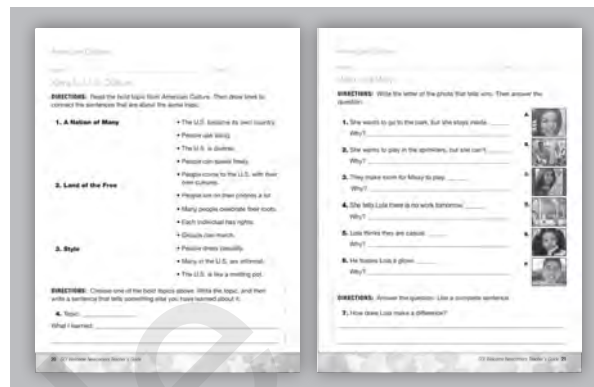 American Culture
DIRECTIONS: Read the bold topic from American Culture. Then draw lines to
connect the sentences that are about the same topic.
1. A Nation of Many
• The U.S. became its own country.
• People use slang.
• The U.S. is diverse.
• People can speak freely.
• People come to the U.S. with their
own cultures.
2. Land of the Free
• People are on their phones a lot.
• Many people celebrate their roots.
• Each individual has rights.
• Groups can march.
3. Style
• People dress casually.
• Many in the U.S. are informal.
• The U.S. is like a melting pot.
DIRECTIONS: Choose one of the bold topics above. Write the topic, and then
write a sentence that tells something else you have learned about it.
4. Topic:
What I learned:
DIRECTIONS: Write the letter of the photo that tells who. Then answer the
question.
1. She wants to go to the park, but she stays inside.
Why?
2. She wants to play in the sprinklers, but she can't.
Why?
3. They make room for Missy to play.
Why?
4. She tells Lola there is no work tomorrow.
Why?
5. Lola thinks they are casual.
Why?
6. He tosses Lola a glove.
Why?
A.
B.
C.
D.
E.
F.
DIRECTIONS: Answer the question. Use a complete sentence.
7. How does Lola make a difference?